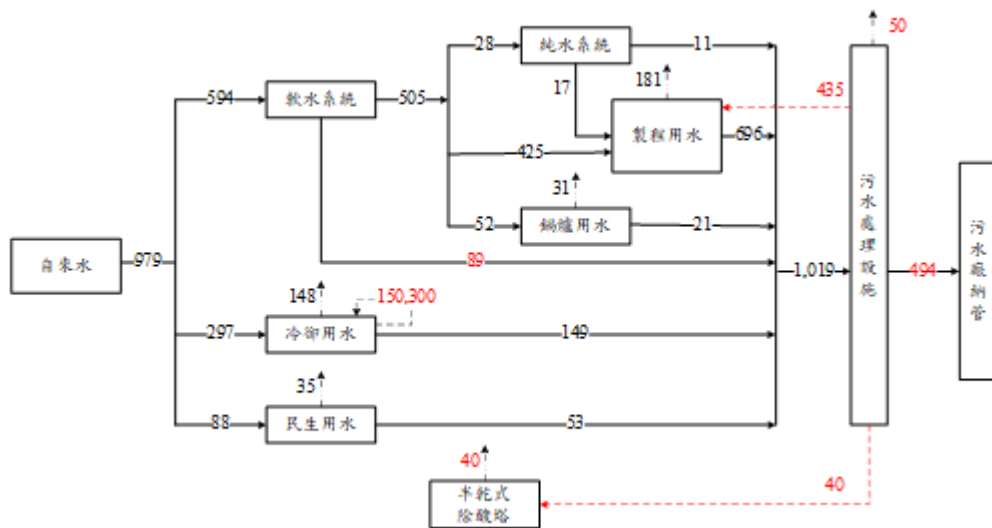 50
28
純水系統
11
594
軟水系統
505
17
181
435
製程用水
696
425
31
52
鍋爐用水
21
自來水
979
89
污水處理設施
1,019
494
污水廠納管
148
150,300
297
冷卻用水
149
35
88
民生用水
53
40
半乾式
除酸塔
40